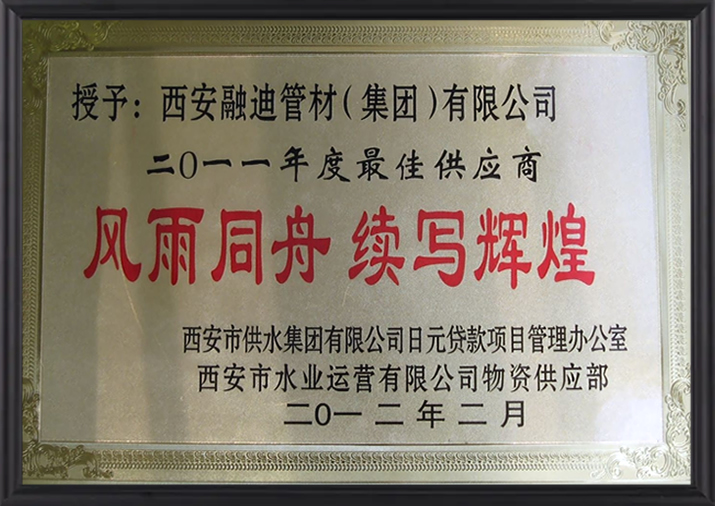 授予：西安融迪管材（集团）有限公司
二0一一年度最佳供应商
风雨同舟 续写辉煌
西安市供水集团有限公司日元贷款项目管理办公室
西安市水业运营有限公司物资供应部
二0一二年二月